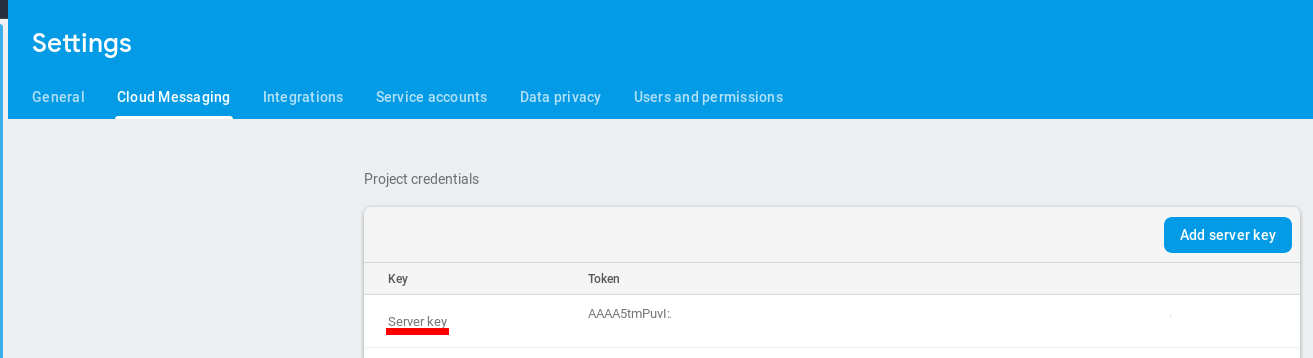 Settings
General Cloud Messaging Integrations Service accounts Data privacy Users and permissions
Project credentials
Add server key
Key Token
Server key AAAA5tmPuvI: